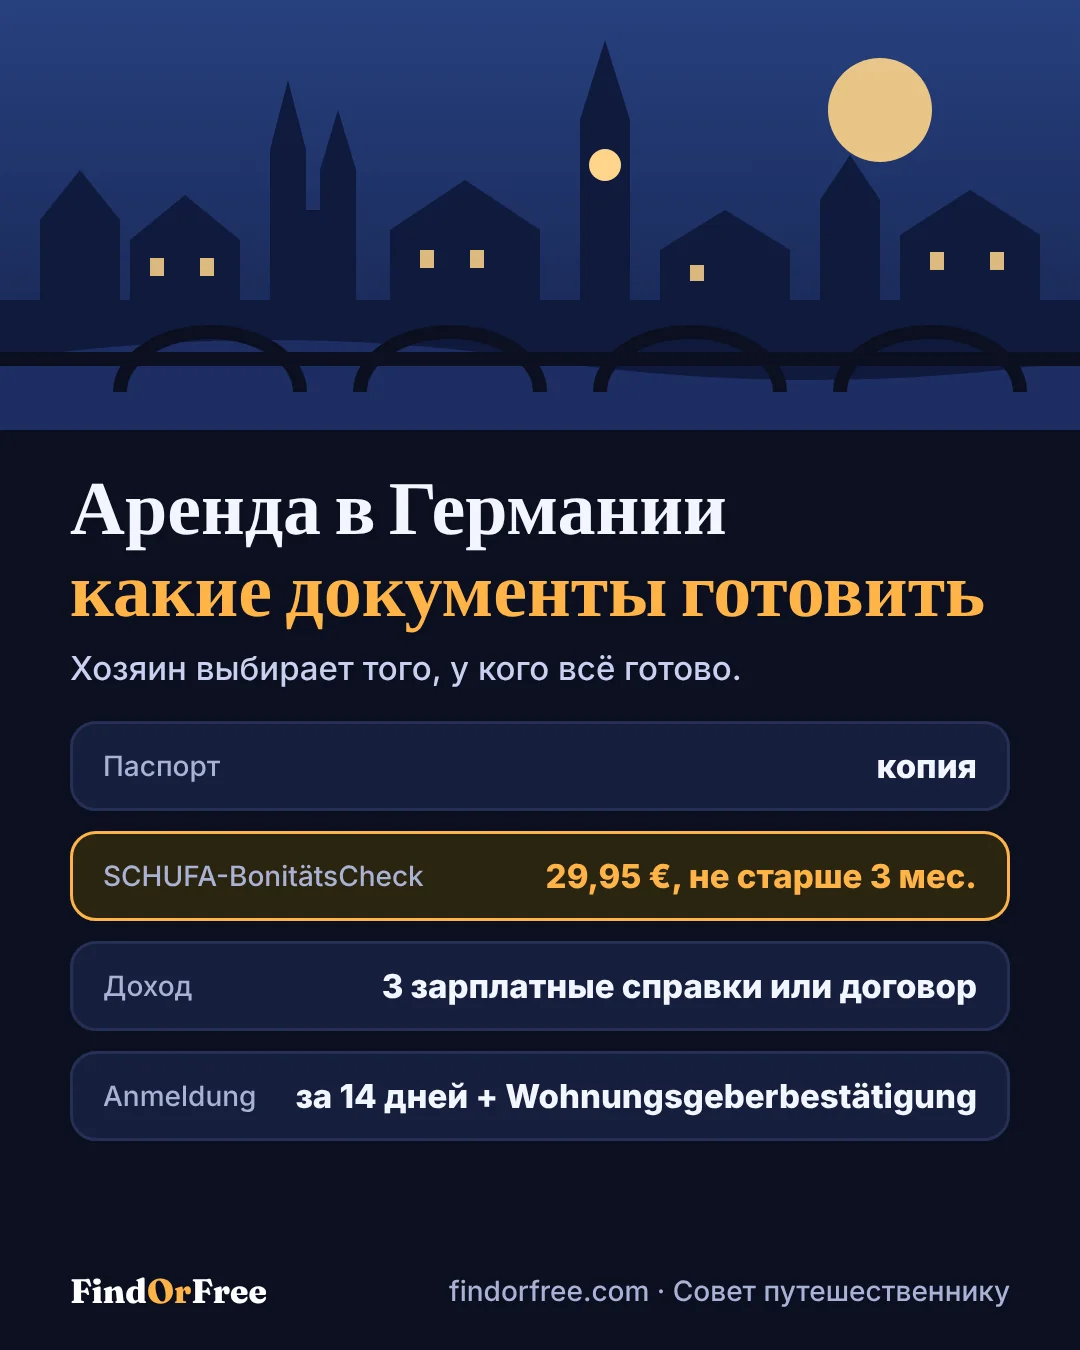 Аренда в Германии
какие документы готовить
Хозяин выбирает того, у кого всё готово.
Паспорт копия
SCHUFA-BonitätsCheck 29,95 €, не старше 3 мес.
Доход 3 зарплатные справки или договор
Anmeldung за 14 дней + Wohnungsgeberbestätigung
FindOrFree findorfree.com · Совет путешественнику